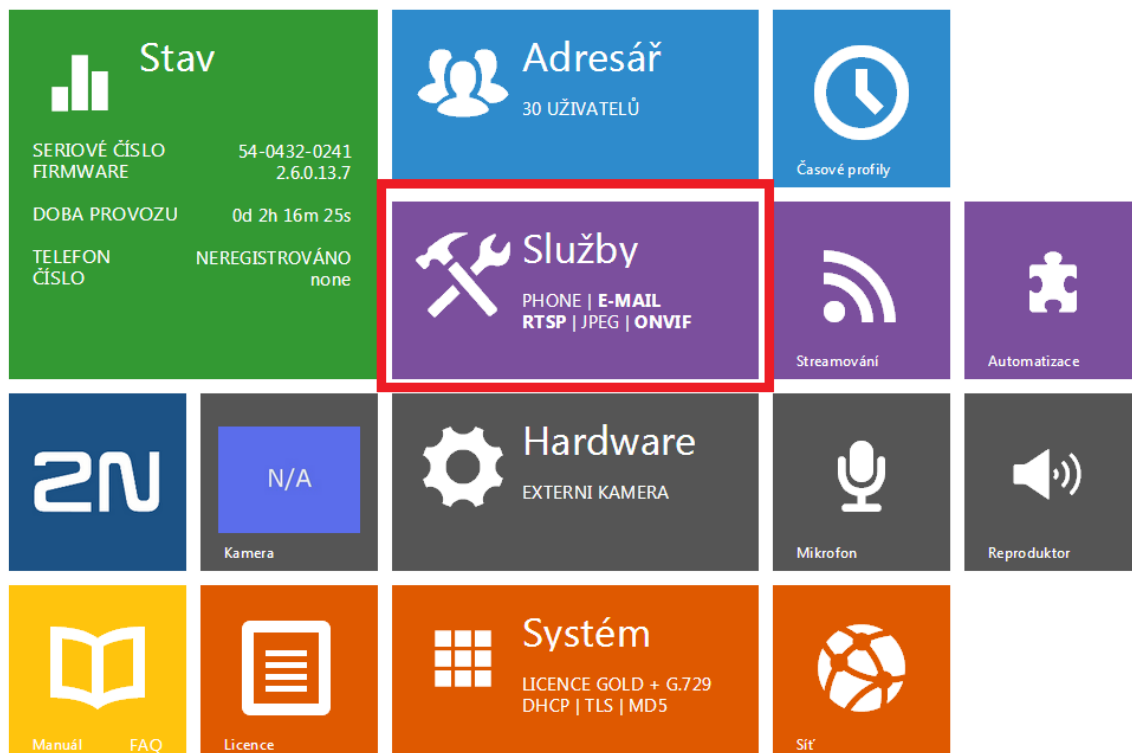 Stav
SERIOVÉ ČÍSLO 54-0432-0241
FIRMWARE 2.6.0.13.7
DOBA PROVOZU 0d 2h 16m 25s
TELEFON NEREGISTROVÁNO
ČÍSLO none
Adresář
30 UŽIVATELŮ
Časové profily
Služby
PHONE | E-MAIL
RTSP | JPEG | ONVIF
Streamování
Automatizace
2N
N/A
Kamera
Hardware
EXTERNI KAMERA
Mikrofon
Reproduktor
Manuál FAQ
Licence
Systém
LICENCE GOLD + G.729
DHCP | TLS | MD5
Síť